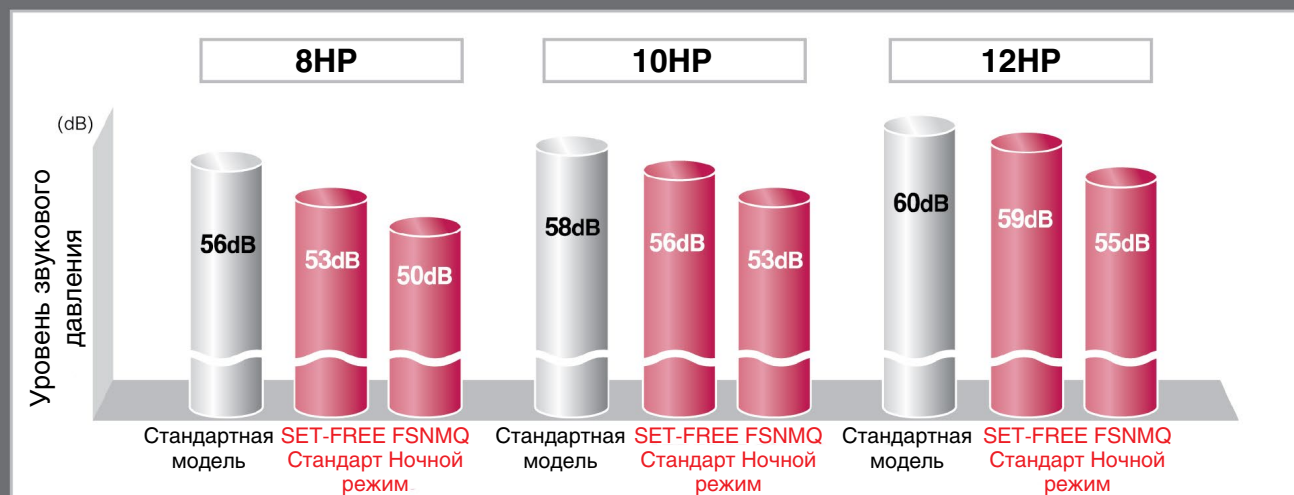 8HP
10HP
12HP
(dB)
Уровень звукового
давления
56dB
53dB
50dB
58dB
56dB
53dB
60dB
59dB
55dB
Стандартная
модель
SET-FREE FSNMQ
Стандарт Ночной
режим
Стандартная
модель
SET-FREE FSNMQ
Стандарт Ночной
режим
Стандартная
модель
SET-FREE FSNMQ
Стандарт Ночной
режим